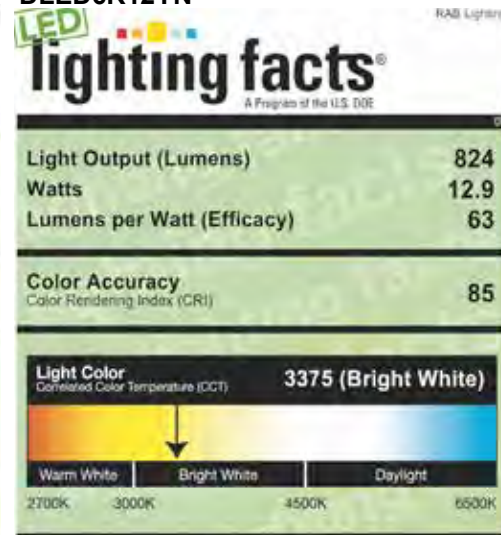 RAB Lighting
LED
lighting facts®
A Program of the U.S. DOE
Light Output (Lumens) 824
Watts 12.9
Lumens per Watt (Efficacy) 63
Color Accuracy 85
Color Rendering Index (CRI)
Light Color 3375 (Bright White)
Correlated Color Temperature (CCT)
Warm White Bright White Daylight
2700K 3000K 4500K 6500K